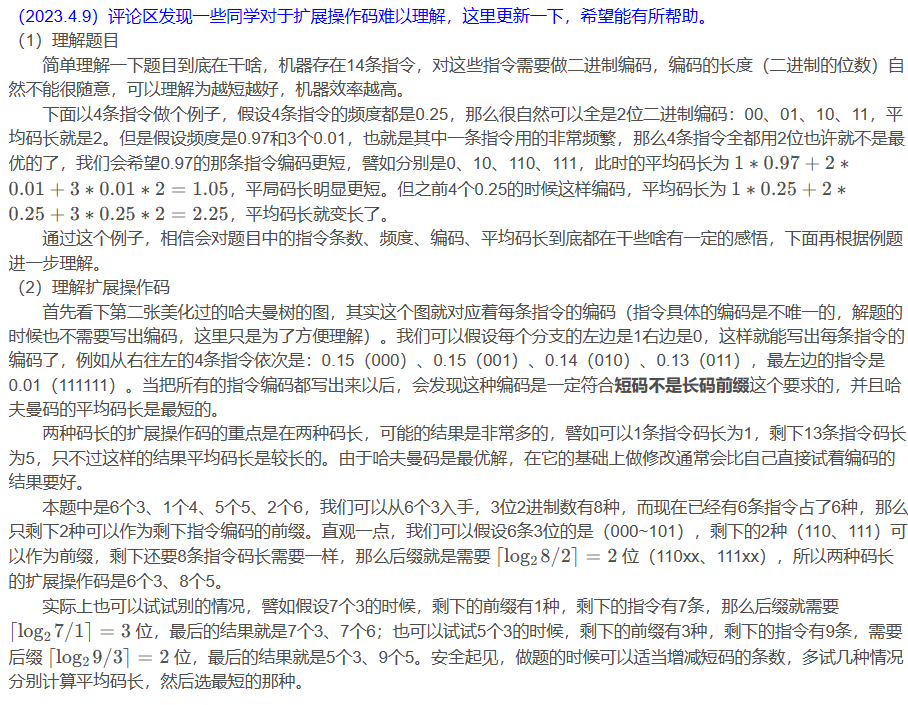 （2023.4.9）评论区发现一些同学对于扩展操作码难以理解，这里更新一下，希望能有所帮助。
（1）理解题目
简单理解一下题目到底在干啥，机器存在14条指令，对这些指令需要做二进制编码，编码的长度（二进制的位数）自
然不能很随意，可以理解为越短越好，机器效率越高。
下面以4条指令做个例子，假设4条指令的频度都是0.25，那么很自然可以全是2位二进制编码：00、01、10、11，平
均码长就是2。但是假设频度是0.97和3个0.01，也就是其中一条指令用的非常频繁，那么4条指令全都用2位也许就不是最
优的了，我们会希望0.97的那条指令编码更短，譬如分别是0、10、110、111，此时的平均码长为 1 * 0.97 + 2 *
0.01 + 3 * 0.01 * 2 = 1.05，平局码长明显更短。但之前4个0.25的时候这样编码，平均码长为 1 * 0.25 + 2 *
0.25 + 3 * 0.25 * 2 = 2.25，平均码长就变长了。
通过这个例子，相信会对题目中的指令条数、频度、编码、平均码长到底都在干些啥有一定的感悟，下面再根据例题
进一步理解。
（2）理解扩展操作码
首先看下第二张美化过的哈夫曼树的图，其实这个图就对应着每条指令的编码（指令具体的编码是不唯一的，解题的
时候也不需要写出编码，这里只是为了方便理解）。我们可以假设每个分支的左边是1右边是0，这样就能写出每条指令的
编码了，例如从右往左的4条指令依次是：0.15（000）、0.15（001）、0.14（010）、0.13（011），最左边的指令是
0.01（111111）。当把所有的指令编码都写出来以后，会发现这种编码是一定符合短码不是长码前缀这个要求的，并且哈
夫曼码的平均码长是最短的。
两种码长的扩展操作码的重点是在两种码长，可能的结果是非常多的，譬如可以1条指令码长为1，剩下13条指令码长
为5，只不过这样的结果平均码长是较长的。由于哈夫曼码是最优解，在它的基础上做修改通常会比自己直接试着编码的
结果要好。
本题中是6个3、1个4、5个5、2个6，我们可以从6个3入手，3位2进制数有8种，而现在已经有6条指令占了6种，那么
只剩下2种可以作为剩下指令编码的前缀。直观一点，我们可以假设6条3位的是（000~101），剩下的2种（110、111）可
以作为前缀，剩下还要8条指令码长需要一样，那么后缀就是需要 ⌈log₂ 8/2⌉ = 2 位（110xx、111xx），所以两种码长
的扩展操作码是6个3、8个5。
实际上也可以试试别的情况，譬如假设7个3的时候，剩下的前缀有1种，剩下的指令有7条，那么后缀就需要
⌈log₂ 7/1⌉ = 3 位，最后的结果就是7个3、7个6；也可以试试5个3的时候，剩下的前缀有3种，剩下的指令有9条，需要
后缀 ⌈log₂ 9/3⌉ = 2 位，最后的结果就是5个3、9个5。安全起见，做题的时候可以适当增减短码的条数，多试几种情况
分别计算平均码长，然后选最短的那种。